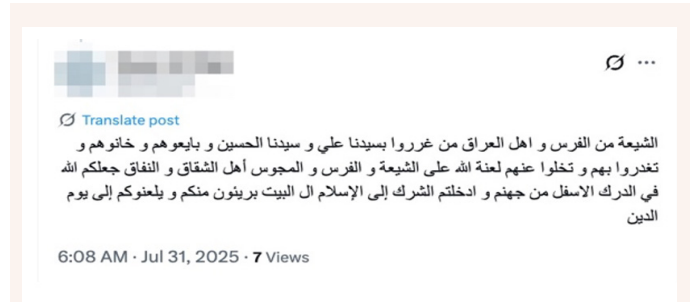 Translate post
الشيعة من الفرس و اهل العراق من غرروا بسيدنا علي و سيدنا الحسين و بايعوهم و خانوهم و
تغدروا بهم و تخلوا عنهم لعنة الله على الشيعة و الفرس و المجوس أهل الشقاق و النفاق جعلكم الله
في الدرك الاسفل من جهنم و ادخلتم الشرك إلى الإسلام ال البيت بريئون منكم و يلعنوكم إلى يوم
الدين
6:08 AM · Jul 31, 2025 · 7 Views